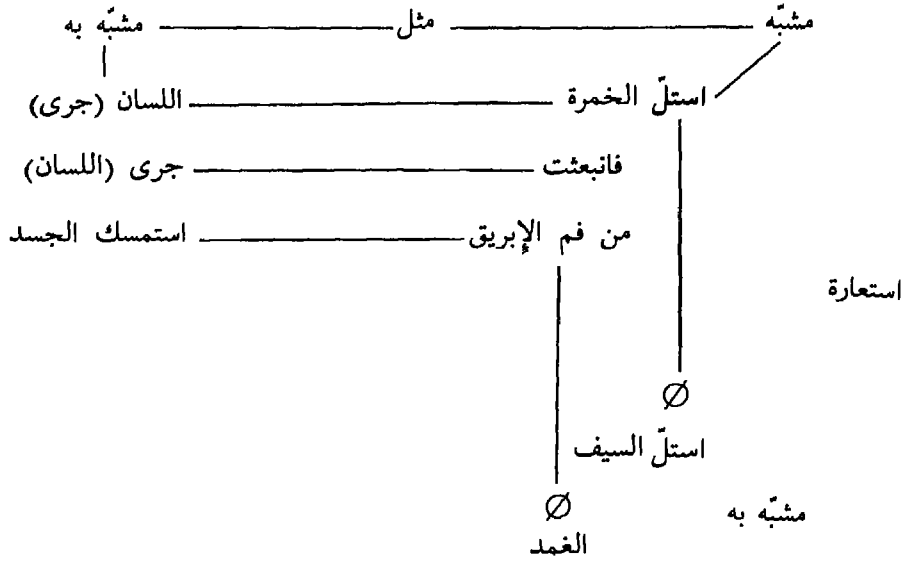 مشبّه مثل مشبّه به
استلّ الخمرة اللسان (جرى)
فانبعثت جرى (اللسان)
من فم الإبريق استمسك الجسد
استعارة
∅
استلّ السيف
∅ مشبّه به
الغمد